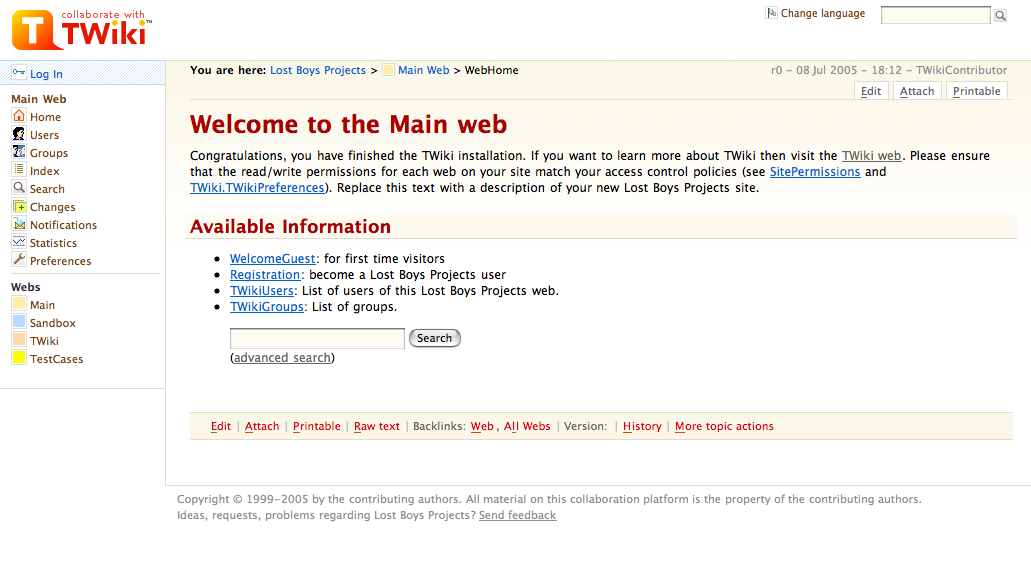 collaborate with
TWiki™
Change language
Log In
You are here: Lost Boys Projects > Main Web > WebHome
r0 - 08 Jul 2005 - 18:12 - TWikiContributor
Edit Attach Printable
Main Web
Home
Users
Groups
Index
Search
Changes
Notifications
Statistics
Preferences
Webs
Main
Sandbox
TWiki
TestCases
Welcome to the Main web
Congratulations, you have finished the TWiki installation. If you want to learn more about TWiki then visit the TWiki web. Please ensure
that the read/write permissions for each web on your site match your access control policies (see SitePermissions and
TWiki.TWikiPreferences). Replace this text with a description of your new Lost Boys Projects site.
Available Information
• WelcomeGuest: for first time visitors
• Registration: become a Lost Boys Projects user
• TWikiUsers: List of users of this Lost Boys Projects web.
• TWikiGroups: List of groups.
Search
(advanced search)
Edit | Attach | Printable | Raw text | Backlinks: Web, All Webs | Version: | History | More topic actions
Copyright © 1999-2005 by the contributing authors. All material on this collaboration platform is the property of the contributing authors.
Ideas, requests, problems regarding Lost Boys Projects? Send feedback